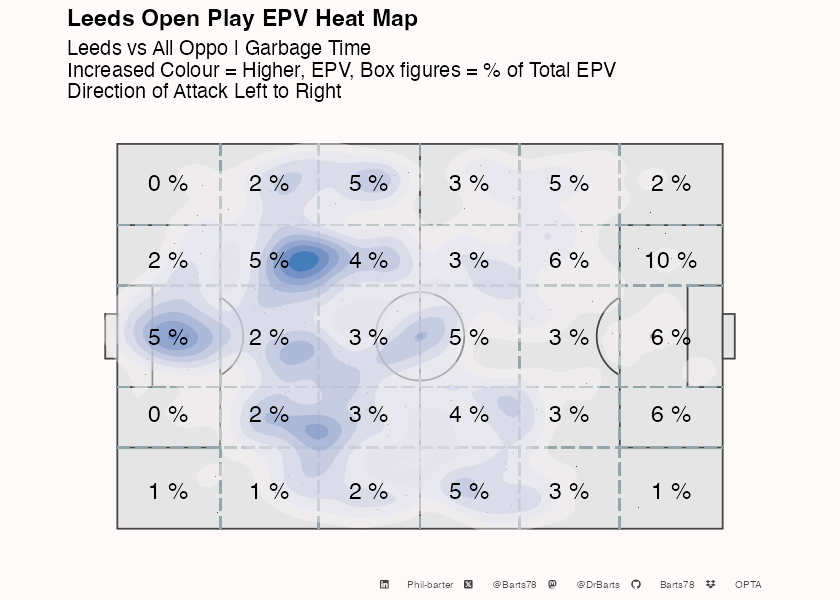 Leeds Open Play EPV Heat Map
Leeds vs All Oppo | Garbage Time
Increased Colour = Higher, EPV, Box figures = % of Total EPV
Direction of Attack Left to Right
0 % 2 % 5 % 3 % 5 % 2 %
2 % 5 % 4 % 3 % 6 % 10 %
5 % 2 % 3 % 5 % 3 % 6 %
0 % 2 % 3 % 4 % 3 % 6 %
1 % 1 % 2 % 5 % 3 % 1 %
Phil-barter @Barts78 @DrBarts Barts78 OPTA